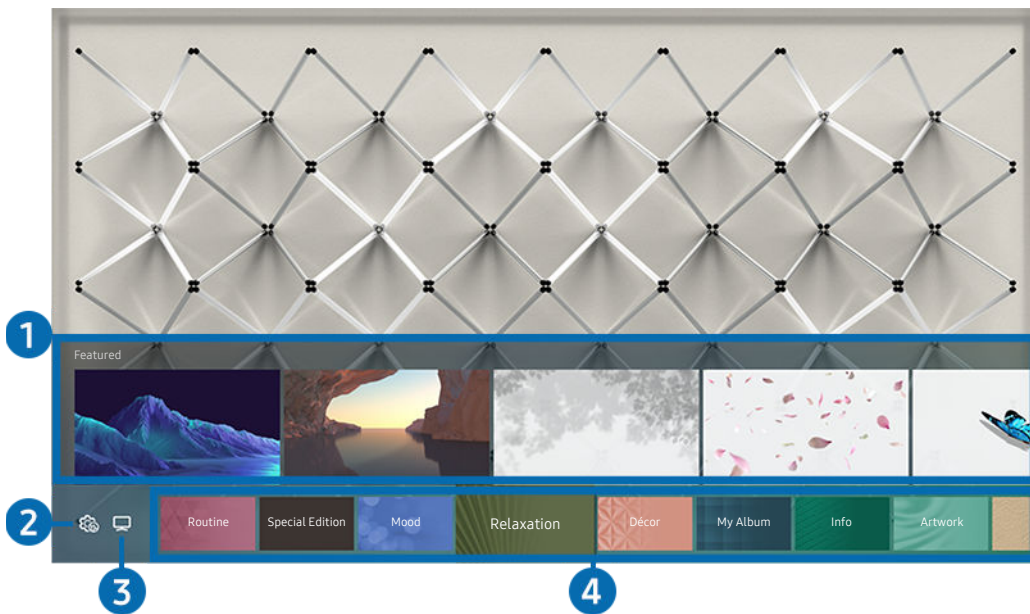 1
Featured
2
Routine
Special Edition
Mood
Relaxation
Décor
My Album
Info
Artwork
3
4